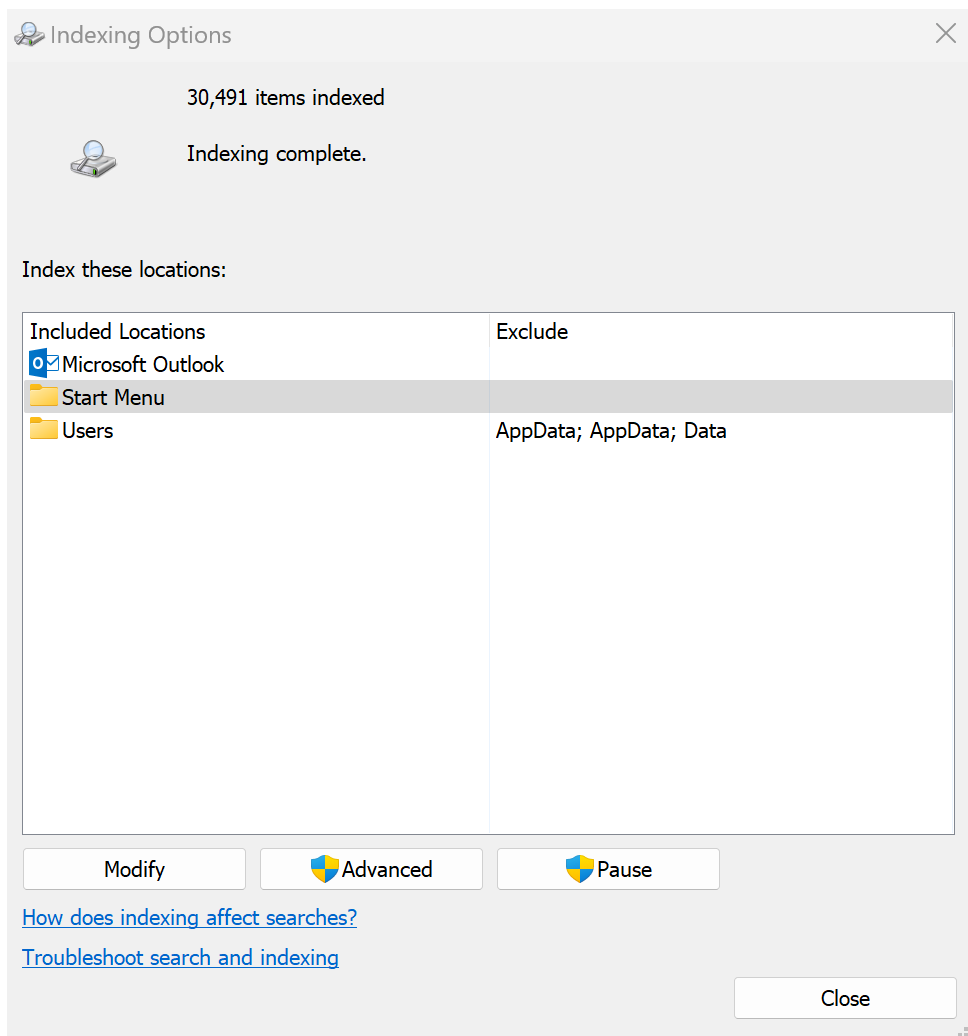 Indexing Options
30,491 items indexed
Indexing complete.
Index these locations:
Included Locations Exclude
Microsoft Outlook
Start Menu
Users AppData; AppData; Data
Modify Advanced Pause
How does indexing affect searches?
Troubleshoot search and indexing
Close